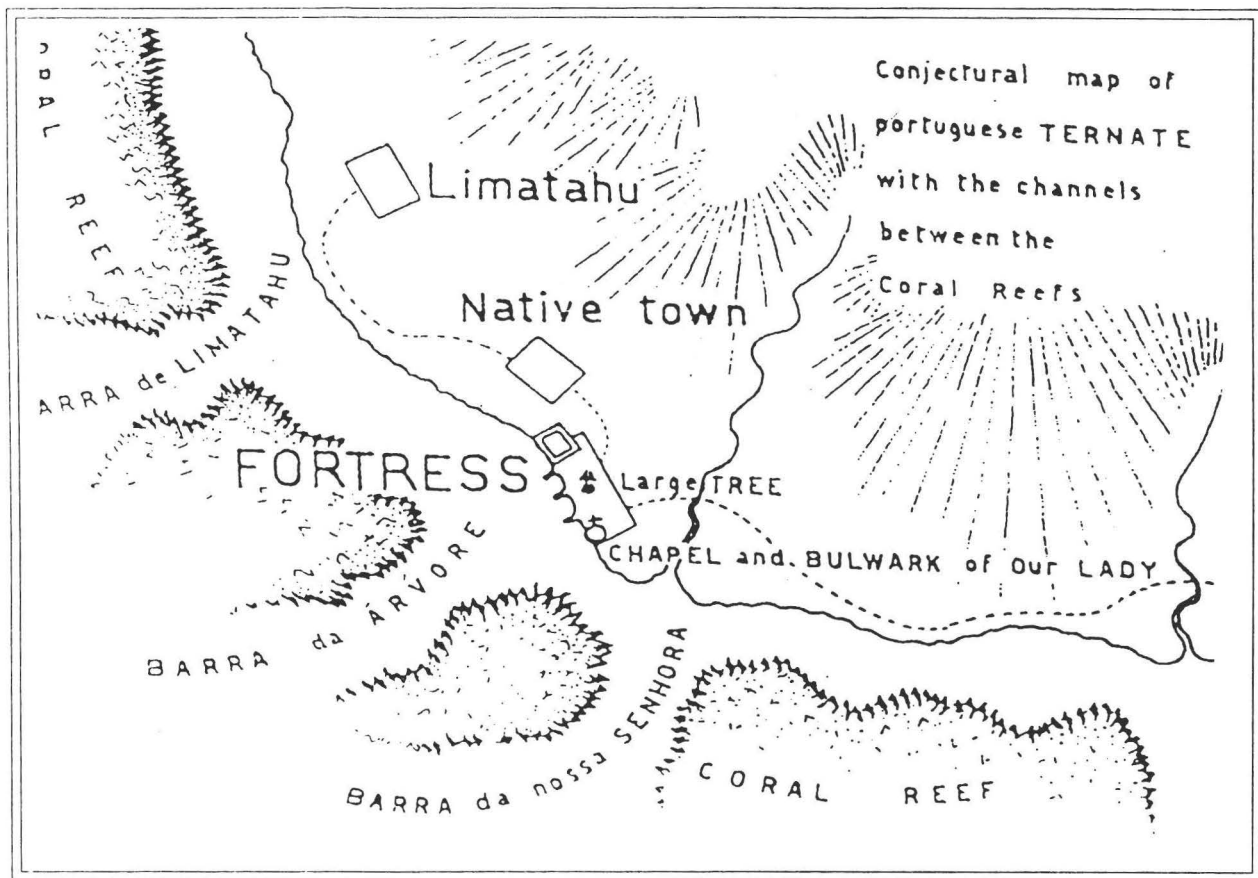 Conjectural map of
portuguese TERNATE
with the channels
between the
Coral Reefs
REEF
Limatahu
Native town
ARRA de LIMATAHU
FORTRESS
Large TREE
CHAPEL and. BULWARK of Our LADY
BARRA da ÁRVORE
BARRA da nossa SENHORA
CORAL REEF